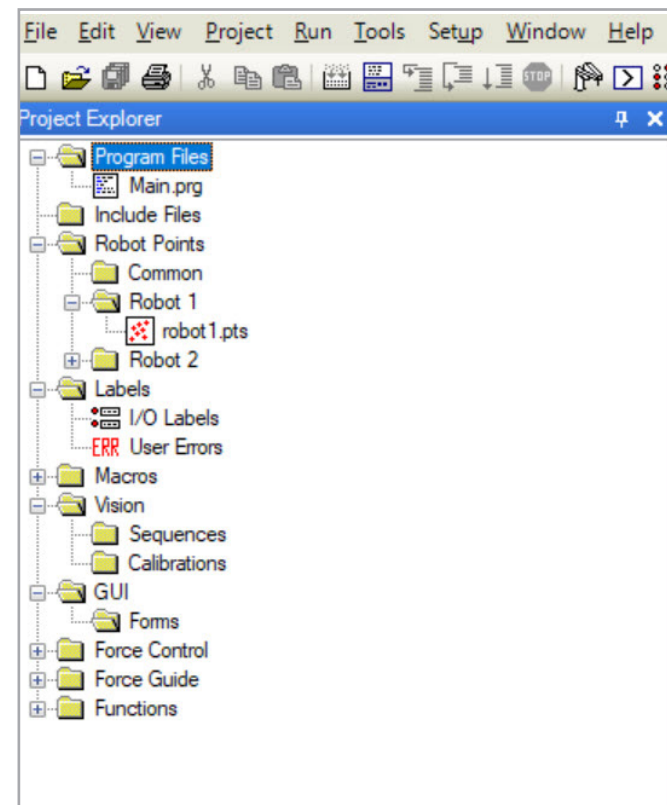 File Edit View Project Run Tools Setup Window Help
STOP
Project Explorer
Program Files
Main.prg
Include Files
Robot Points
Common
Robot 1
robot1.pts
Robot 2
Labels
I/O Labels
ERR User Errors
Macros
Vision
Sequences
Calibrations
GUI
Forms
Force Control
Force Guide
Functions